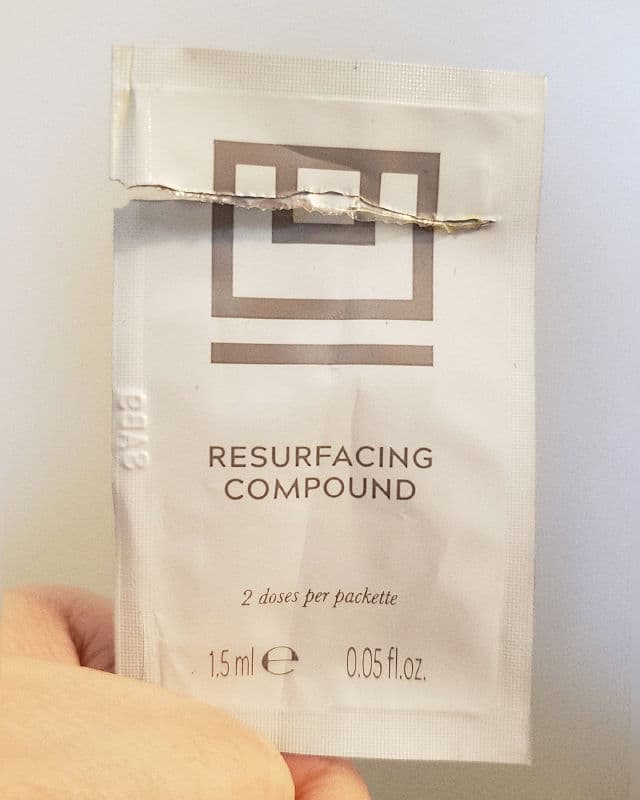 RESURFACING
COMPOUND
2 doses per packette
1.5 ml ℮ 0.05 fl.oz.